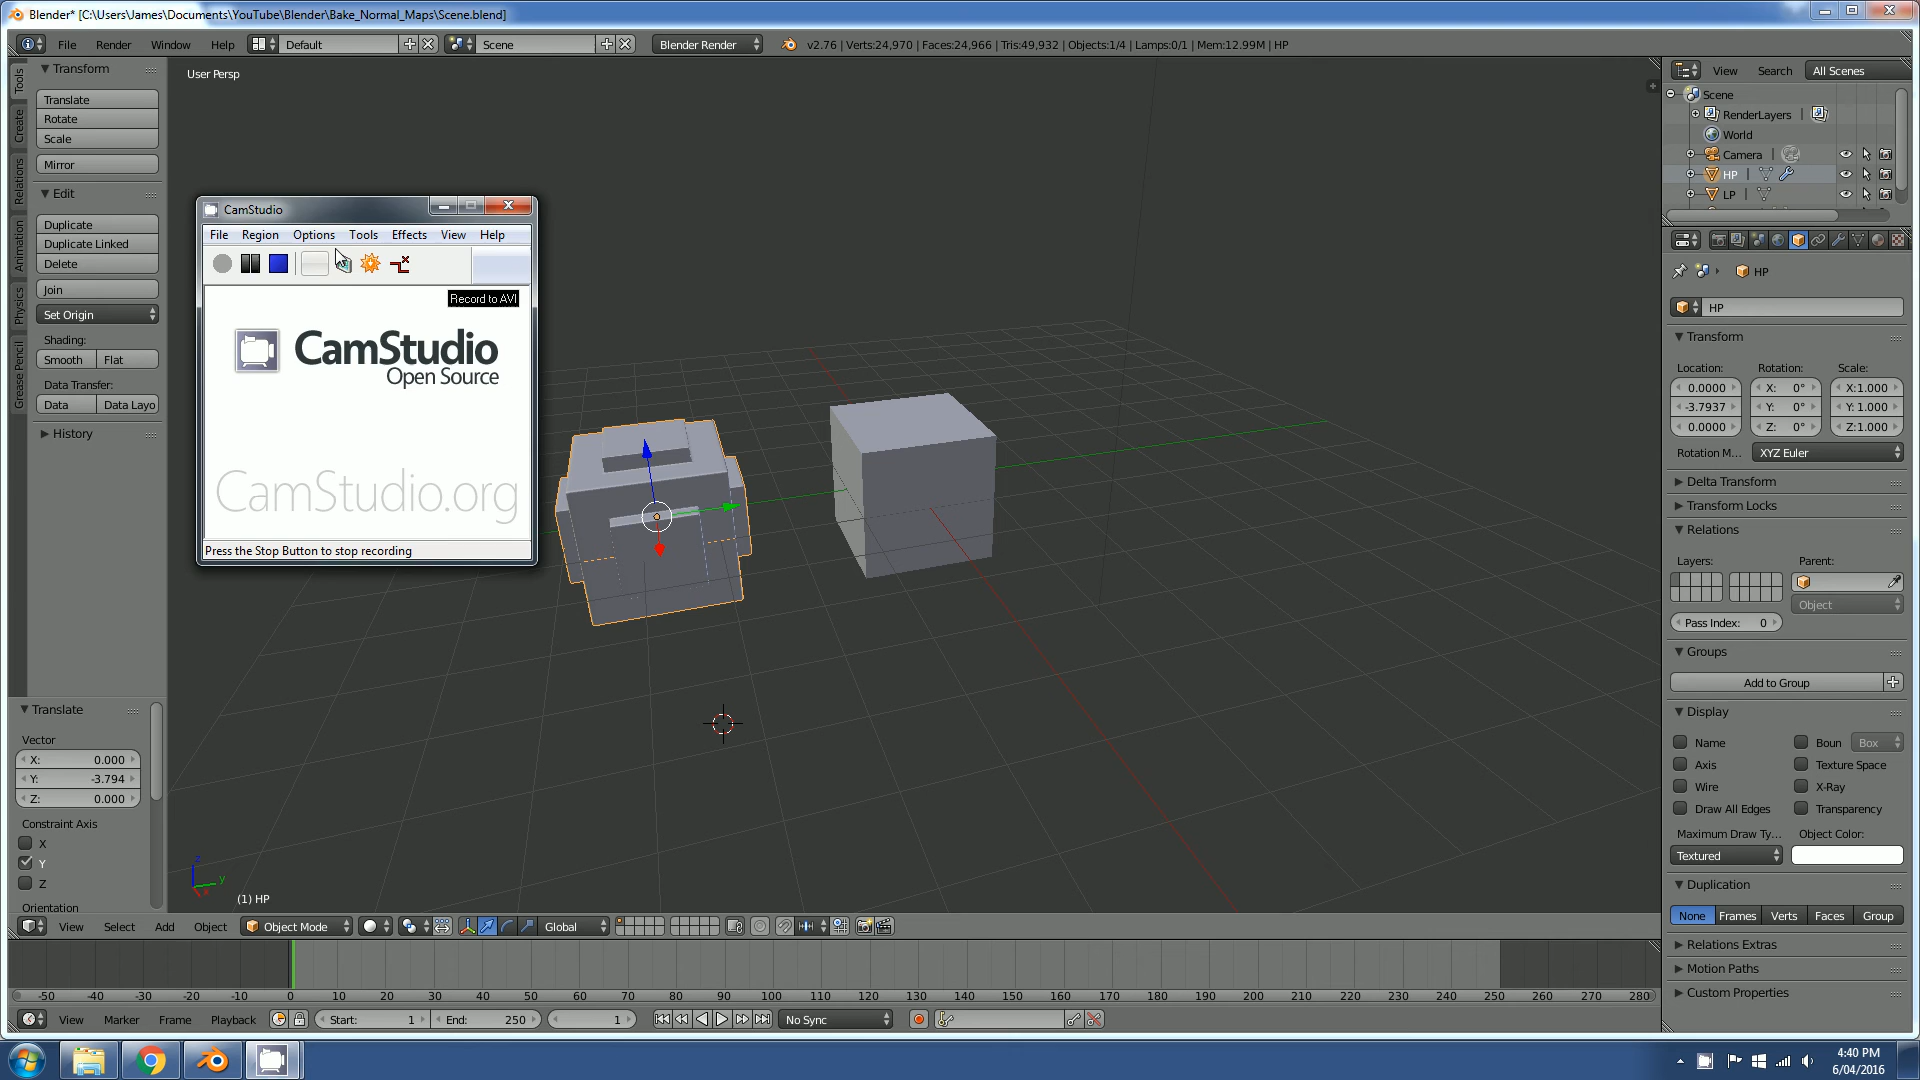 Blender* [C:\Users\James\Documents\YouTube\Blender\Bake_Normal_Maps\Scene.blend]
File Render Window Help Default Scene Blender Render v2.76 | Verts:24,970 | Faces:24,966 | Tris:49,932 | Objects:1/4 | Lamps:0/1 | Mem:12.99M | HP
Tools
Create
Relations
Animation
Physics
Grease Pencil
Transform
Translate
Rotate
Scale
Mirror
Edit
Duplicate
Duplicate Linked
Delete
Join
Set Origin
Shading:
Smooth Flat
Data Transfer:
Data Data Layo
History
Translate
Vector
X: 0.000
Y: -3.794
Z: 0.000
Constraint Axis
X
Y
Z
Orientation
User Persp
CamStudio
File Region Options Tools Effects View Help
Record to AVI
CamStudio
Open Source
CamStudio.org
Press the Stop Button to stop recording
z
y
(1) HP
View Select Add Object Object Mode Global
View Search All Scenes
Scene
RenderLayers
World
Camera
HP
LP
HP
HP
Transform
Location: Rotation: Scale:
0.0000 X: 0° X:1.000
-3.7937 Y: 0° Y: 1.000
0.0000 Z: 0° Z:1.000
Rotation M... XYZ Euler
Delta Transform
Transform Locks
Relations
Layers: Parent:
Object
Pass Index: 0
Groups
Add to Group
Display
Name Boun Box
Axis Texture Space
Wire X-Ray
Draw All Edges Transparency
Maximum Draw Ty... Object Color:
Textured
Duplication
None Frames Verts Faces Group
Relations Extras
Motion Paths
Custom Properties
-50 -40 -30 -20 -10 0 10 20 30 40 50 60 70 80 90 100 110 120 130 140 150 160 170 180 190 200 210 220 230 240 250 260 270 280
View Marker Frame Playback Start: 1 End: 250 1 No Sync
4:40 PM
6/04/2016